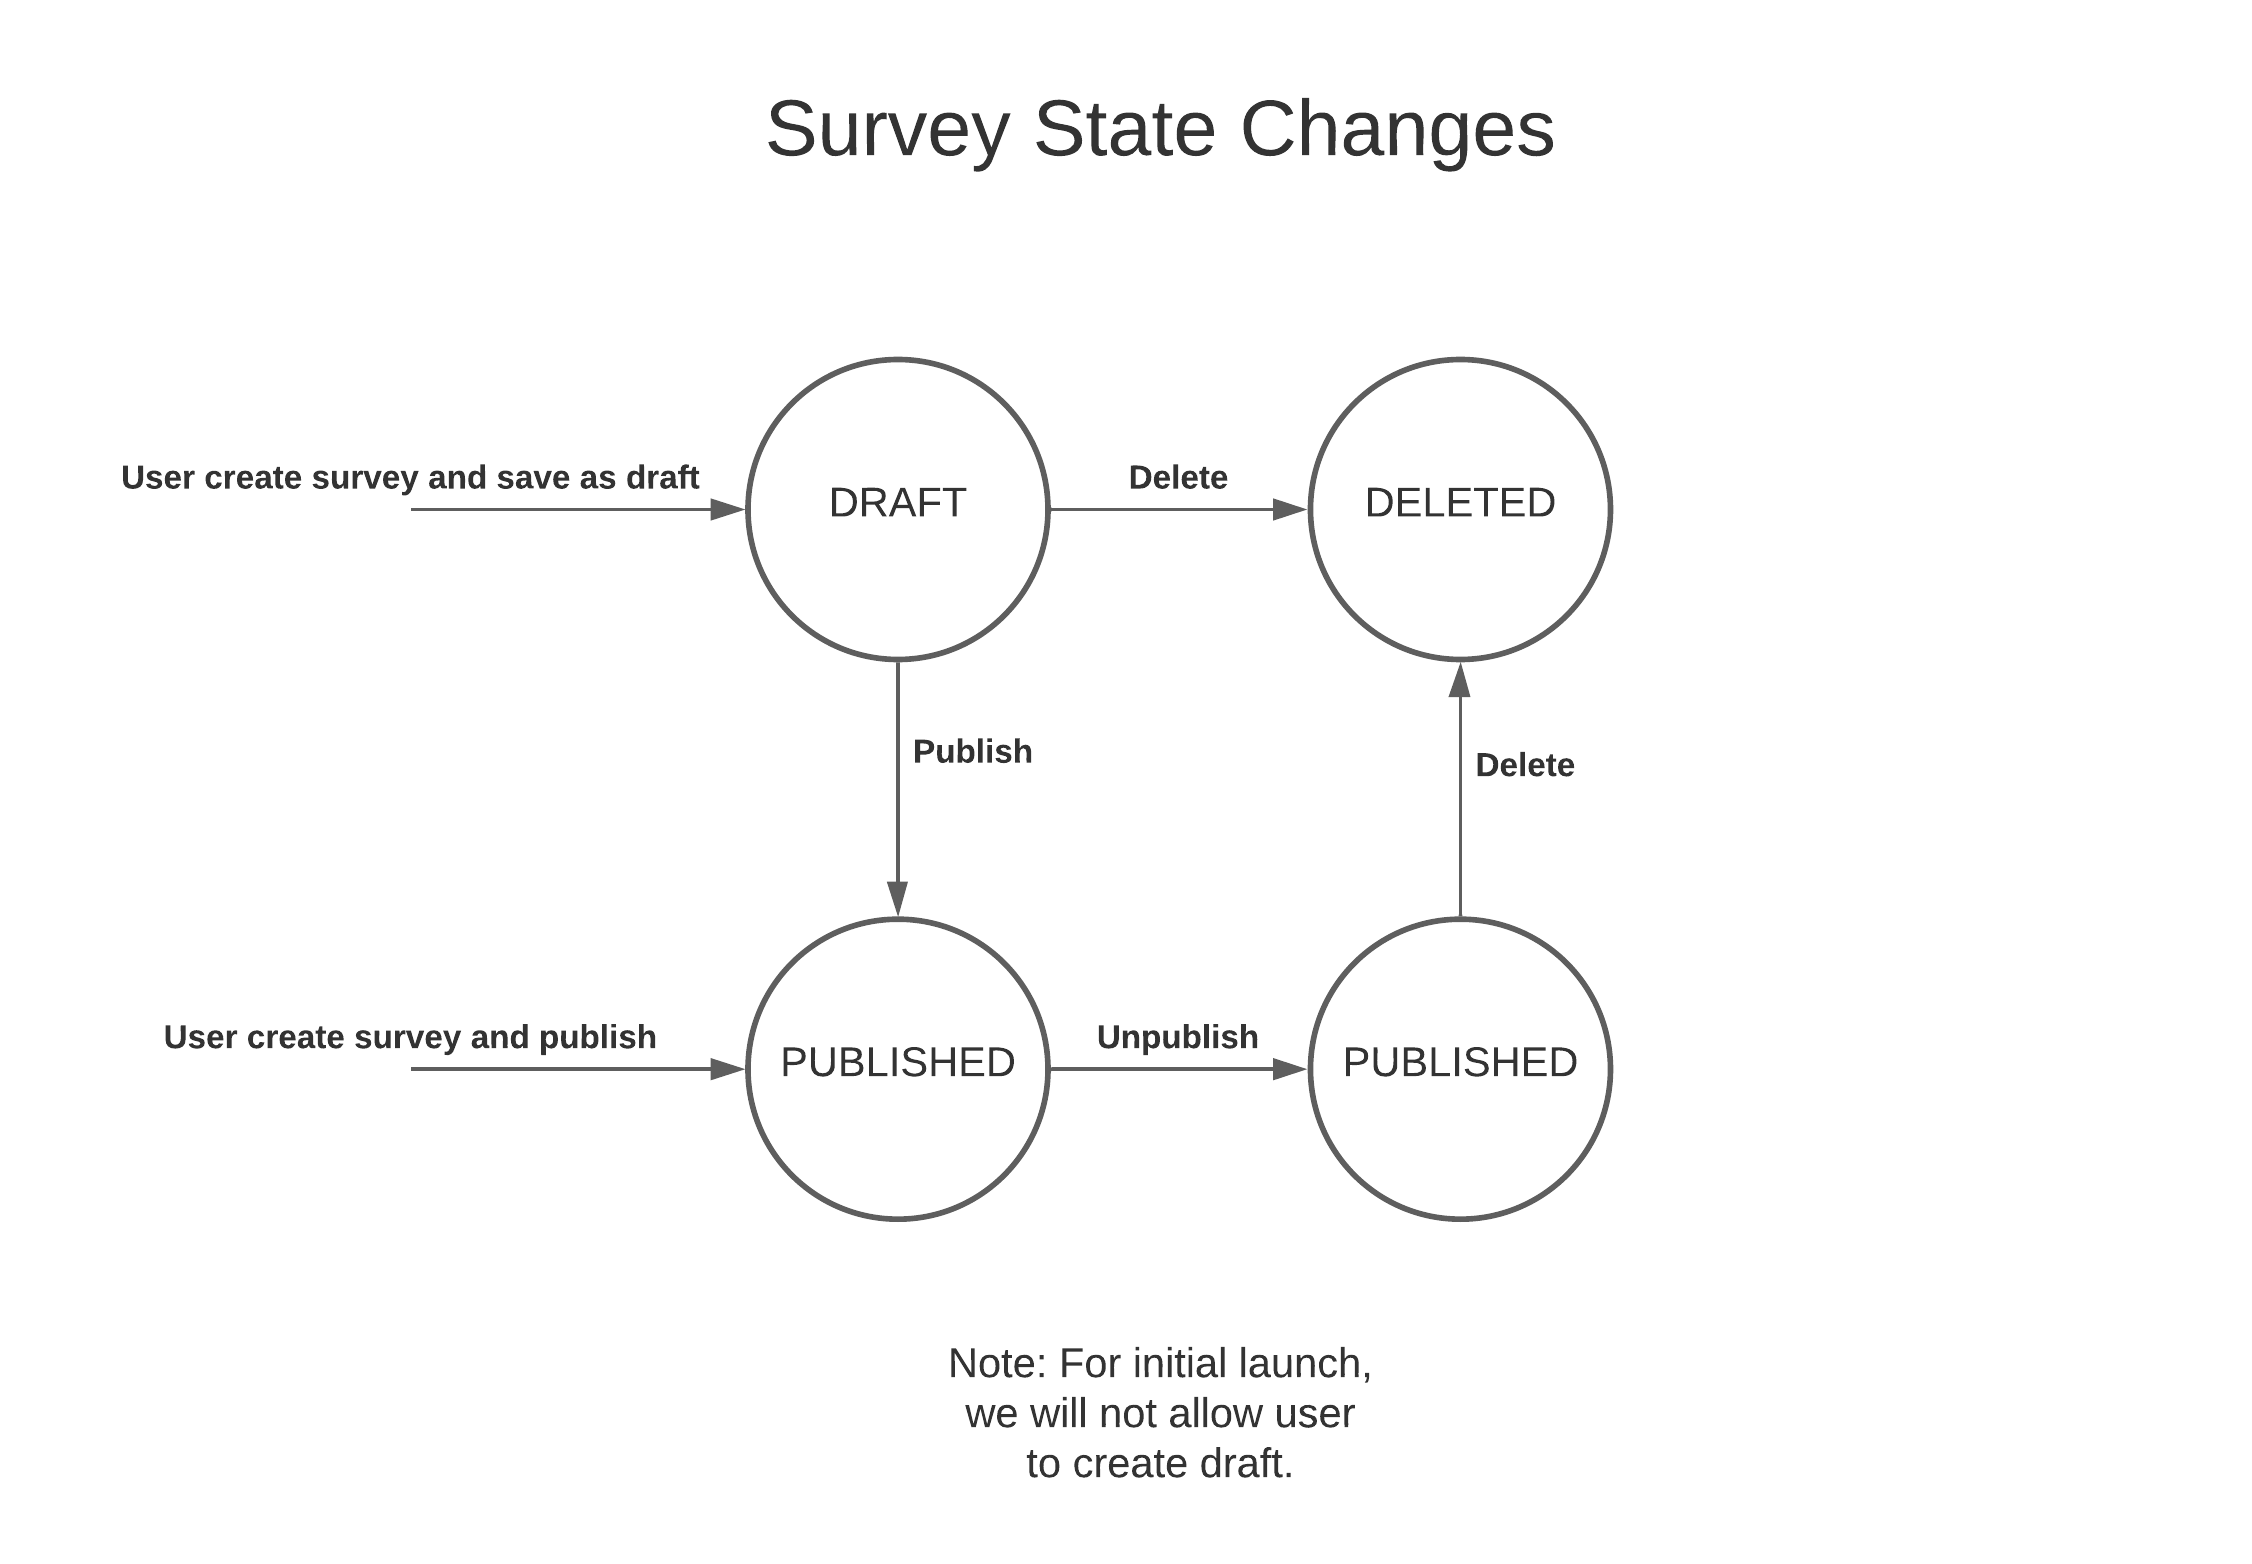 Survey State Changes
User create survey and save as draft
DRAFT
Delete
DELETED
Publish
Delete
User create survey and publish
PUBLISHED
Unpublish
PUBLISHED
Note: For initial launch,
we will not allow user
to create draft.